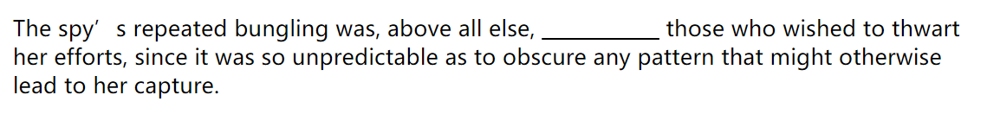 The spy’s repeated bungling was, above all else, __________ those who wished to thwart
her efforts, since it was so unpredictable as to obscure any pattern that might otherwise
lead to her capture.